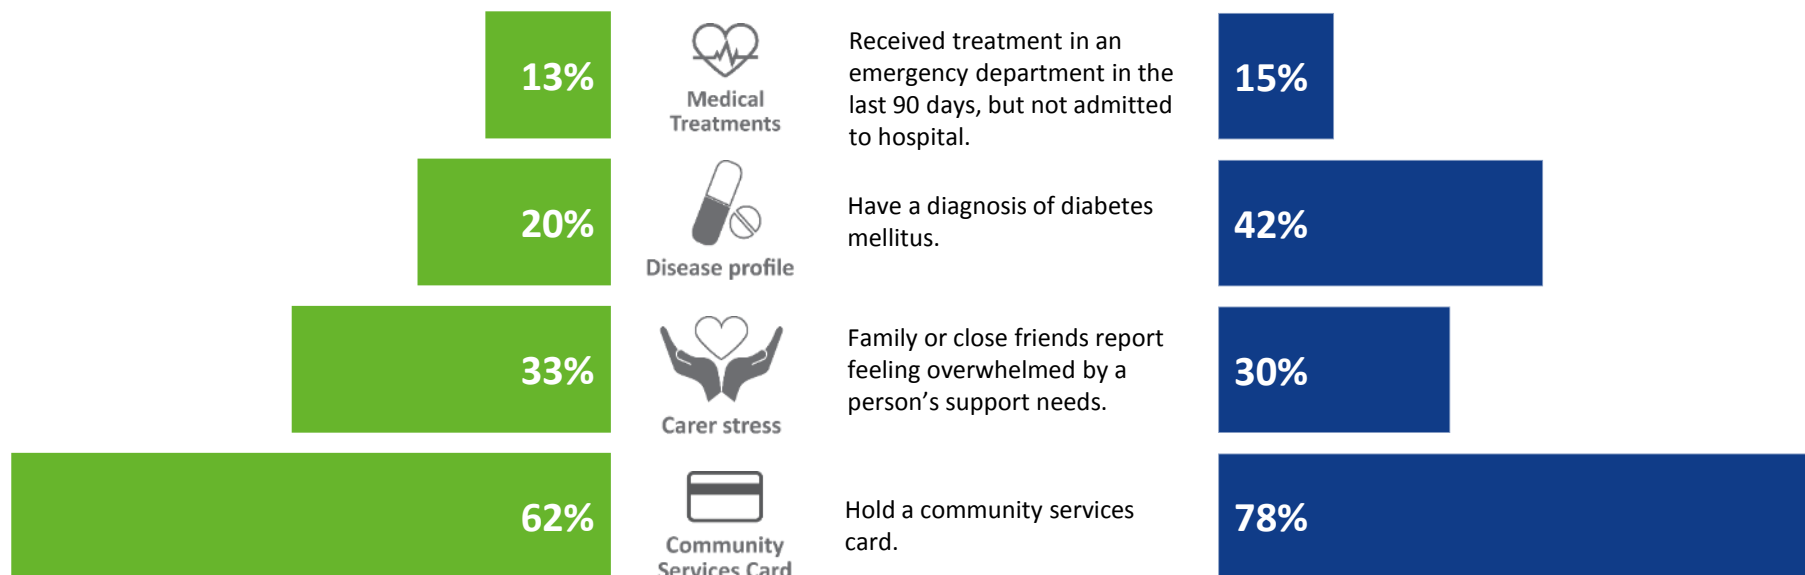 13%
Medical
Treatments
Received treatment in an
emergency department in the
last 90 days, but not admitted
to hospital.
15%
20%
Disease profile
Have a diagnosis of diabetes
mellitus.
42%
33%
Carer stress
Family or close friends report
feeling overwhelmed by a
person’s support needs.
30%
62%
Community
Services Card
Hold a community services
card.
78%